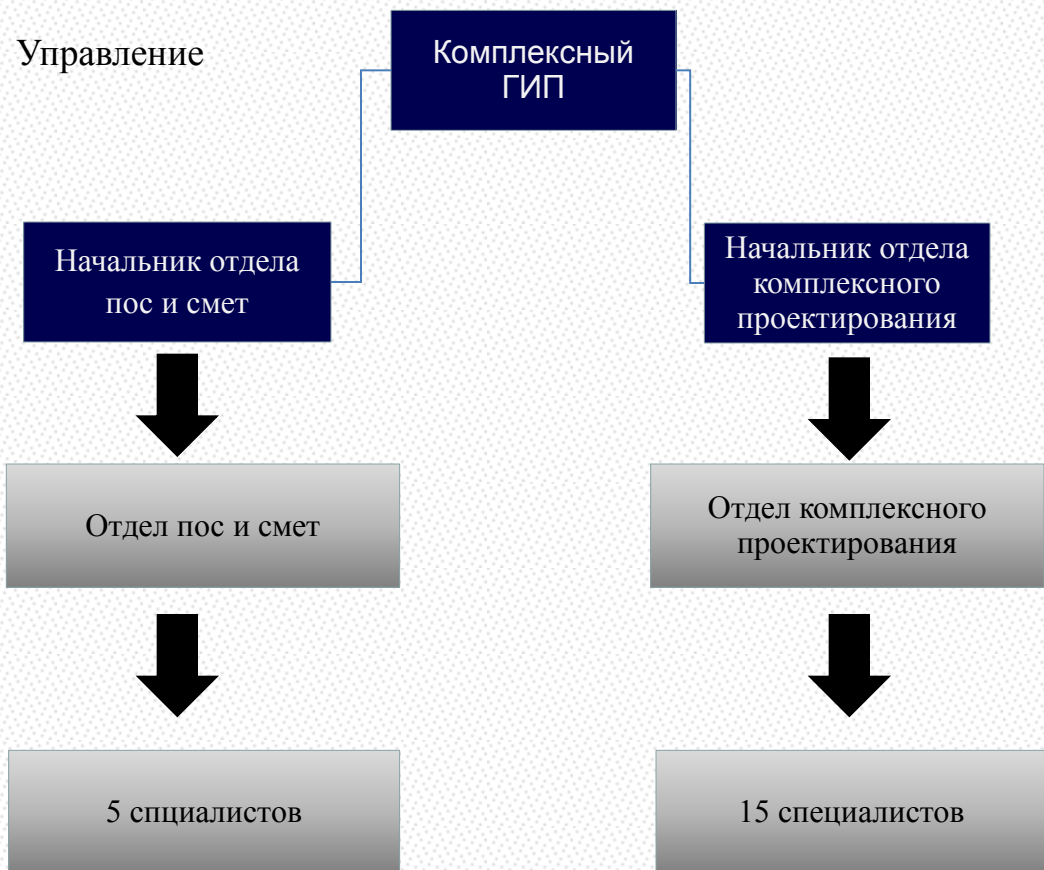 Управление
Комплексный
ГИП
Начальник отдела
пос и смет
Начальник отдела
комплексного
проектирования
Отдел пос и смет
Отдел комплексного
проектирования
5 спциалистов
15 специалистов